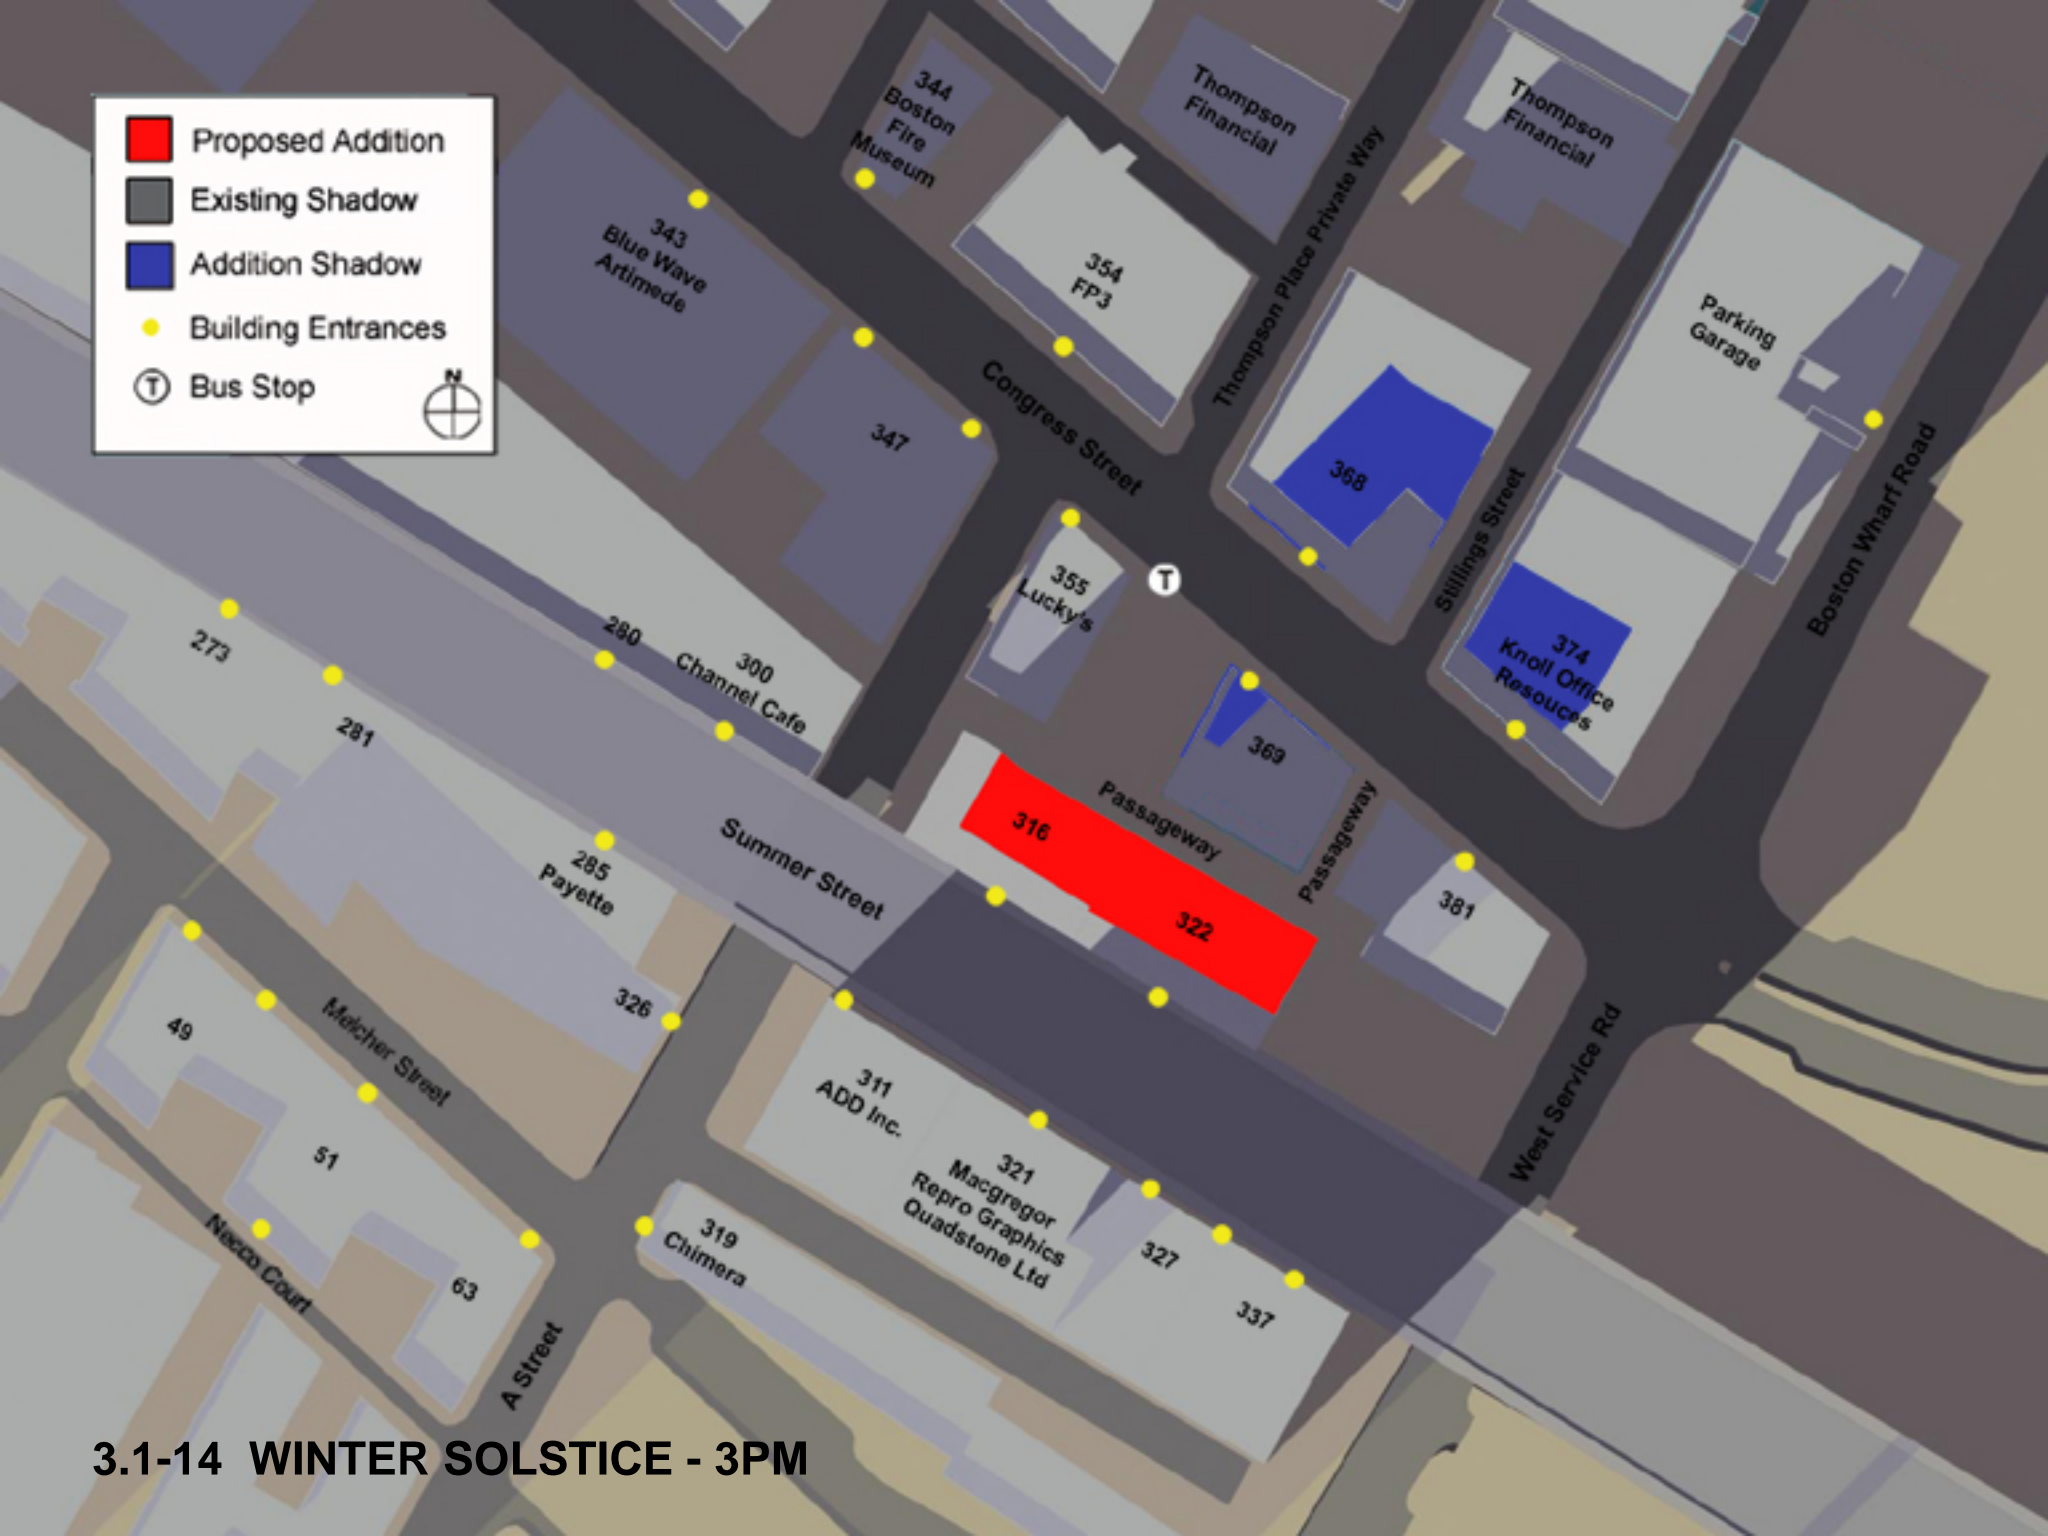 Proposed Addition
Existing Shadow
Addition Shadow
Building Entrances
T
Bus Stop
N
344
Boston
Fire
Museum
Thompson
Financial
Thompson
Financial
343
Blue Wave
Artimede
354
FP3
Thompson Place Private Way
Parking
Garage
347
Congress Street
368
Stillings Street
Boston Wharf Road
355
Lucky's
T
273
280
300
Channel Cafe
374
Knoll Office
Resouces
281
369
Passageway
Passageway
316
322
Summer Street
285
Payette
381
326
49
Melcher Street
311
ADD Inc.
West Service Rd
51
321
Macgregor
Repro Graphics
Quadstone Ltd
327
337
319
Chimera
Necco Court
63
A Street
3.1-14 WINTER SOLSTICE - 3PM